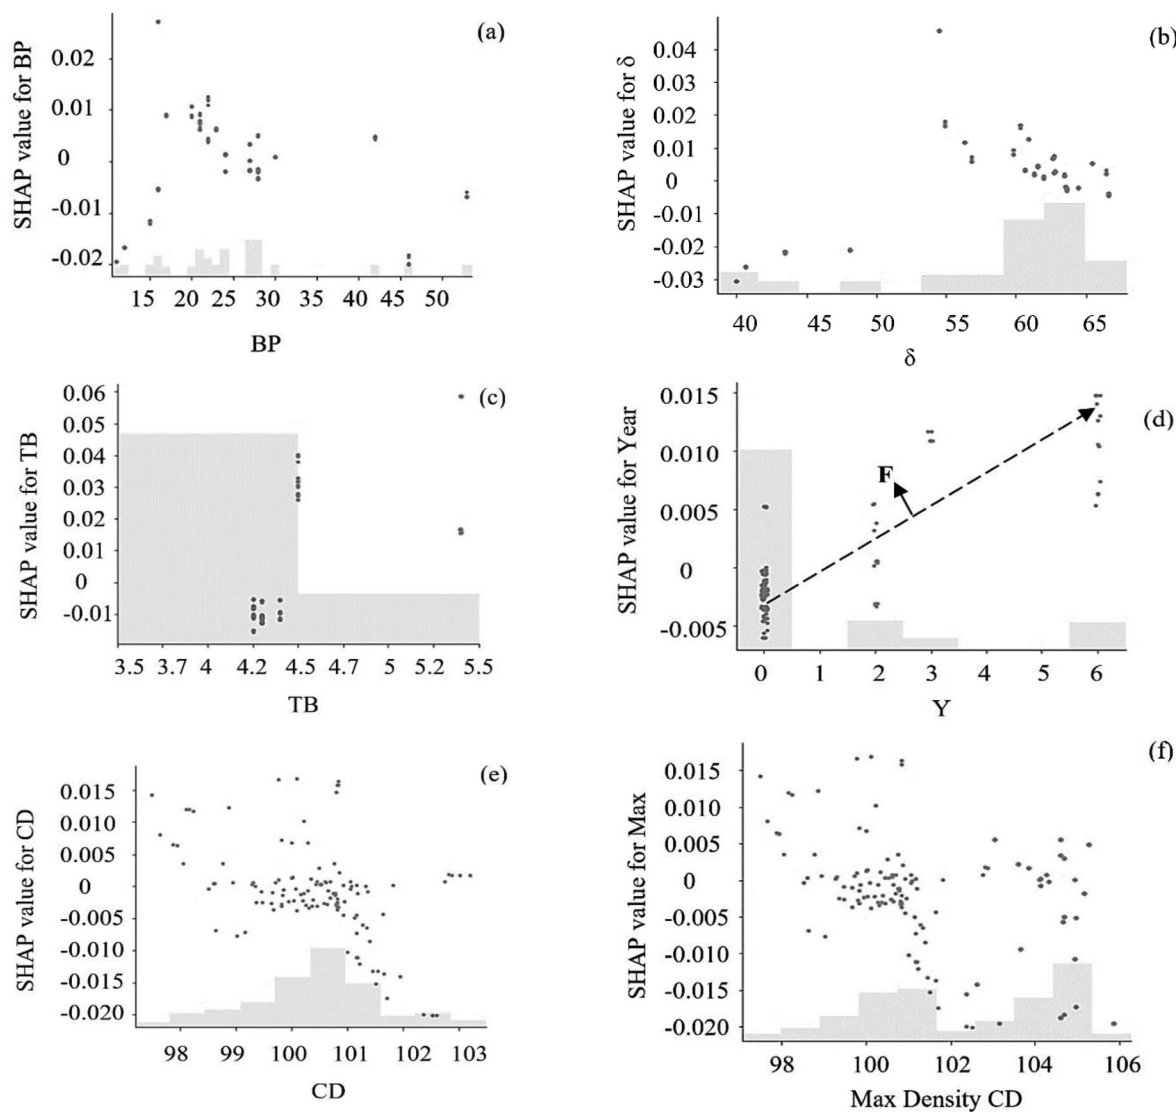 (a)
SHAP value for BP
0.02
0.01
0
-0.01
-0.02
15 20 25 30 35 40 45 50
BP
(b)
SHAP value for δ
0.04
0.04
0.02
0.01
0
-0.01
-0.02
-0.03
40 45 50 55 60 65
δ
(c)
SHAP value for TB
0.06
0.05
0.04
0.03
0.02
0.01
0
-0.01
3.5 3.7 4 4.2 4.5 4.7 5 5.2 5.5
TB
(d)
SHAP value for Year
0.015
0.010
0.005
0
-0.005
F
0 1 2 3 4 5 6
Y
(e)
SHAP value for CD
0.015
0.010
0.005
0
-0.005
-0.010
-0.015
-0.020
98 99 100 101 102 103
CD
(f)
SHAP value for Max
0.015
0.010
0.005
0
-0.005
-0.010
-0.015
-0.020
98 100 102 104 106
Max Density CD